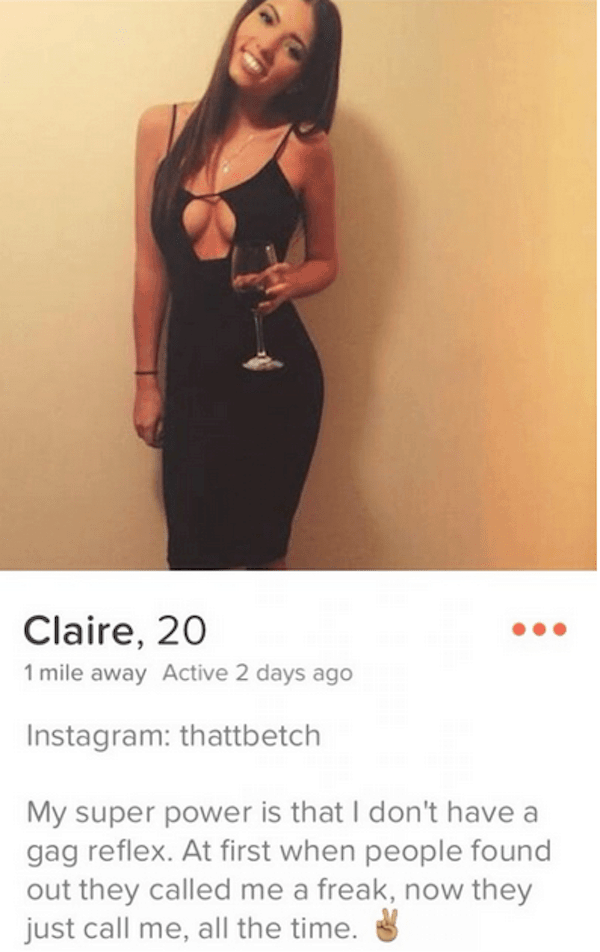 Claire, 20
1 mile away Active 2 days ago
Instagram: thattbetch
My super power is that I don't have a
gag reflex. At first when people found
out they called me a freak, now they
just call me, all the time. ✌🏽